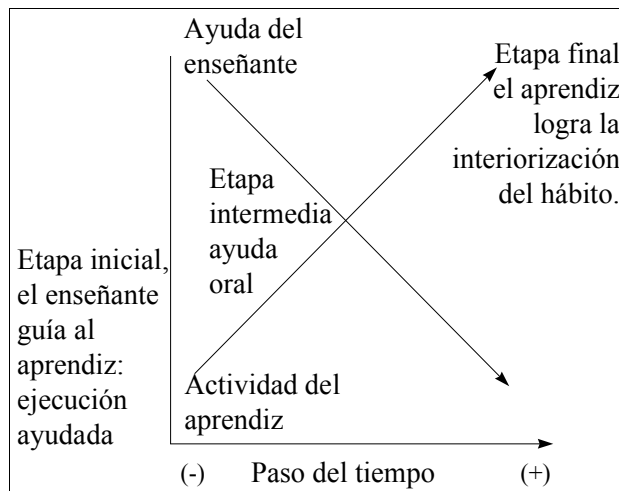 Ayuda del
enseñante
Etapa final
el aprendiz
logra la
interiorización
del hábito.
Etapa
intermedia
ayuda
oral
Etapa inicial,
el enseñante
guía al
aprendiz:
ejecución
ayudada
Actividad del
aprendiz
(-) Paso del tiempo (+)